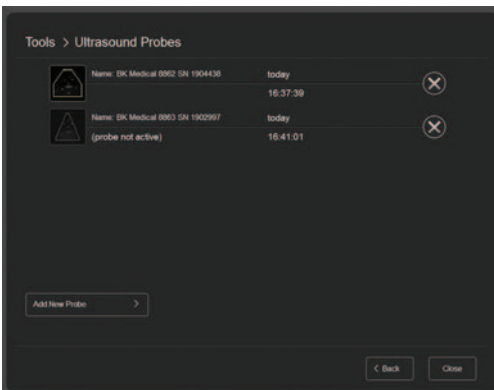 Tools > Ultrasound Probes
Name: BK Medical 8862 SN 1904438 today
16:37:39
Name: BK Medical 8863 SN 1902997 today
(probe not active) 16:41:01
Add New Probe >
< Back Close